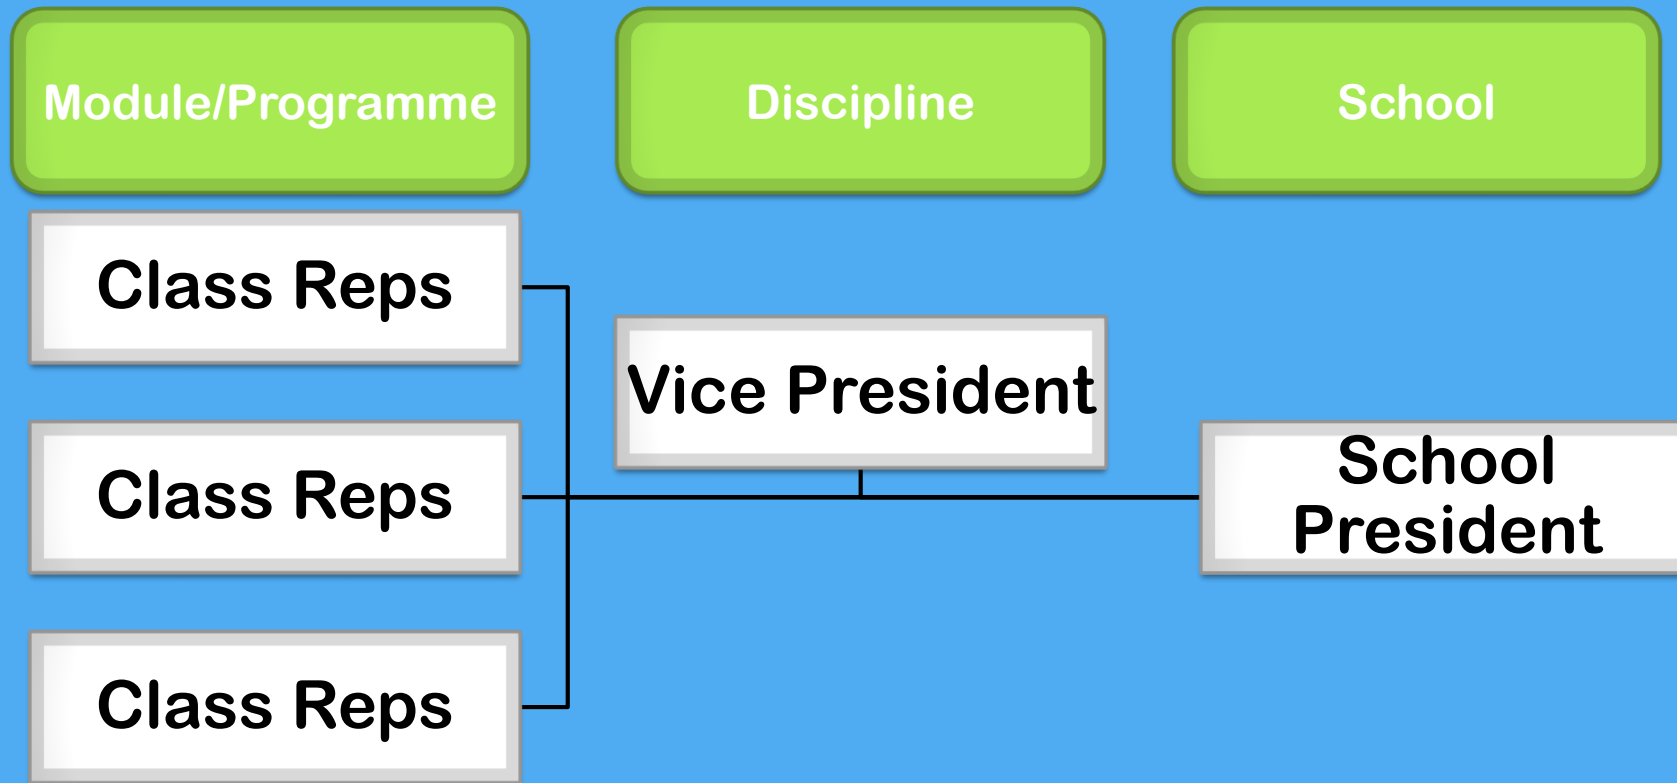 Module/Programme
Discipline
School
Class Reps
Vice President
Class Reps
School
President
Class Reps